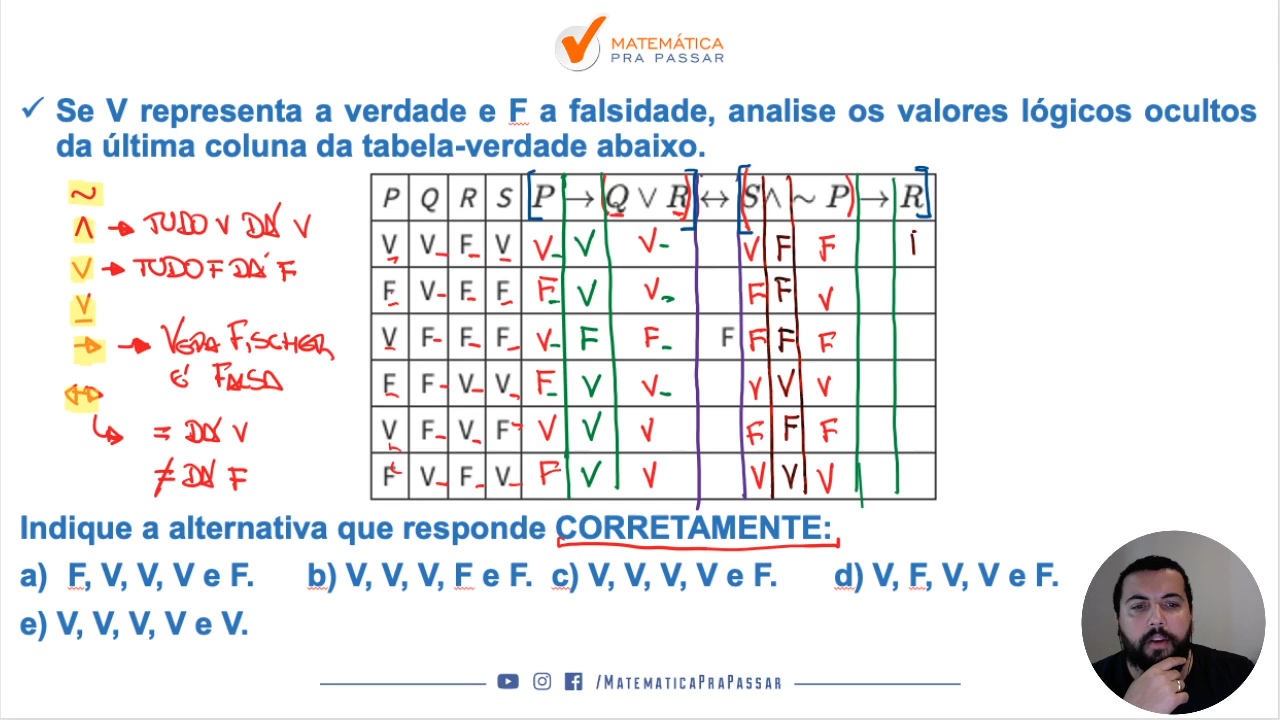 MATEMÁTICA
PRA PASSAR
✓ Se V representa a verdade e F a falsidade, analise os valores lógicos ocultos
da última coluna da tabela-verdade abaixo.
~
∧ → TUDO V DÁ V
∨ → TUDO F DÁ F
⊻
→ → VERA FISCHER
É FALSA
↔
↳ = DÁ V
≠ DÁ F
P Q R S [P → (Q ∨ R)] ↔ [(S ∧ ~ P) → R]
V V F V V V V V F F
F V F F F V V F F V
V F F F V F F F F F F
F F V V F V V V V V
V F V F V V V F F F
F V F V F V V V V V
Indique a alternativa que responde CORRETAMENTE:
a) F, V, V, V e F. b) V, V, V, F e F. c) V, V, V, V e F. d) V, F, V, V e F.
e) V, V, V, V e V.
/MatematicaPraPassar